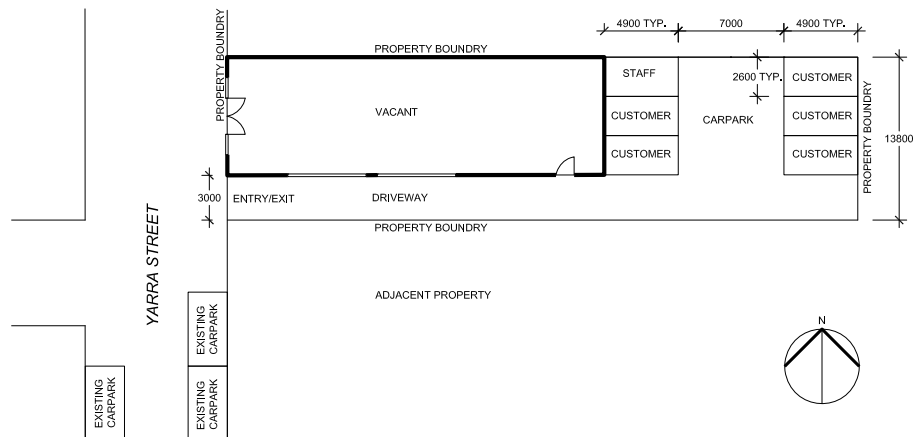 4900 TYP.
7000
4900 TYP.
PROPERTY BOUNDRY
PROPERTY BOUNDRY
STAFF
2600 TYP.
CUSTOMER
VACANT
CUSTOMER
CARPARK
CUSTOMER
PROPERTY BOUNDRY
13800
CUSTOMER
CUSTOMER
3000
ENTRY/EXIT
DRIVEWAY
PROPERTY BOUNDRY
YARRA STREET
ADJACENT PROPERTY
EXISTING
CARPARK
N
EXISTING
CARPARK
EXISTING
CARPARK